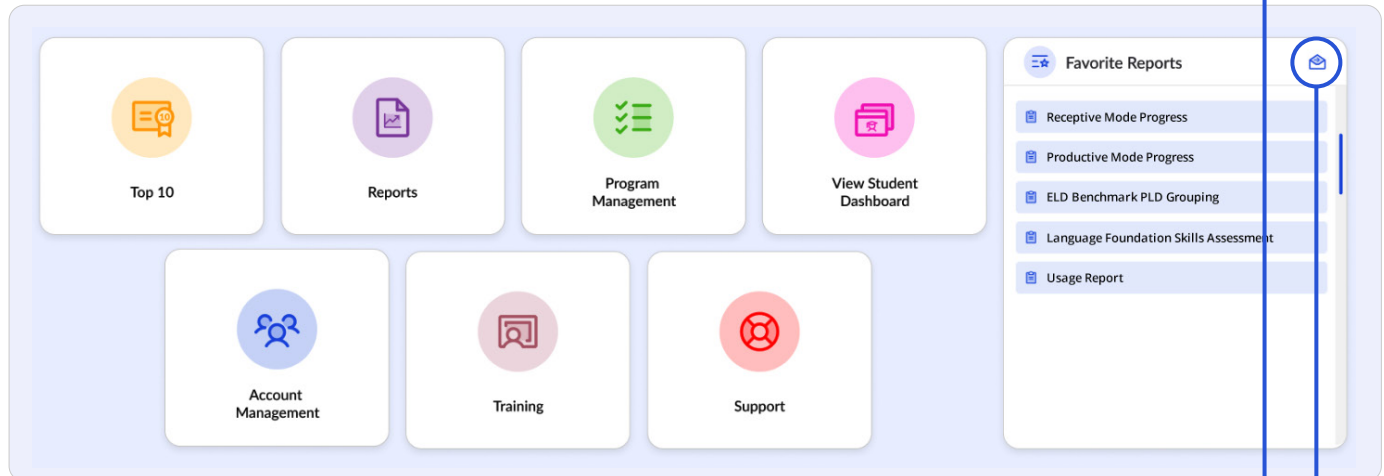 Top 10
Reports
Program
Management
View Student
Dashboard
Account
Management
Training
Support
Favorite Reports
Receptive Mode Progress
Productive Mode Progress
ELD Benchmark PLD Grouping
Language Foundation Skills Assessment
Usage Report